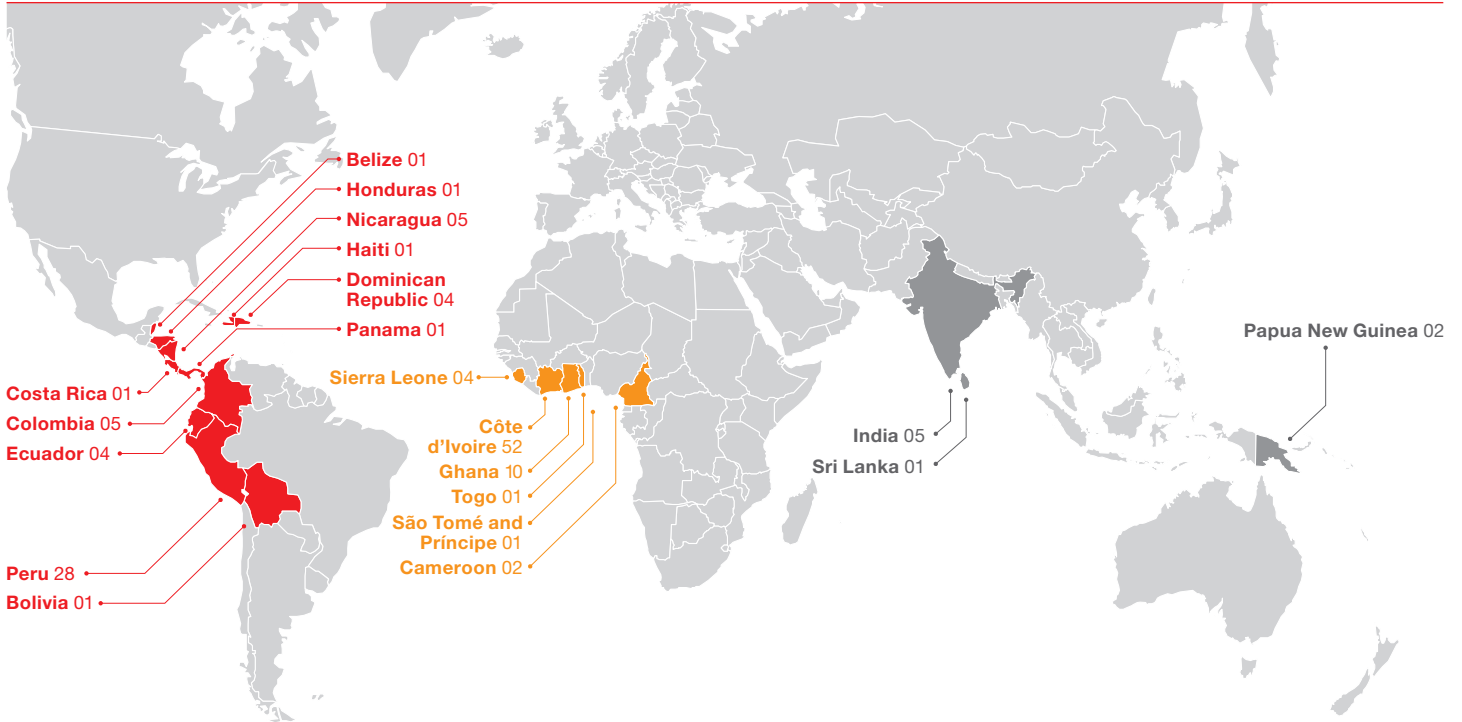 Belize 01
Honduras 01
Nicaragua 05
Haiti 01
Dominican
Republic 04
Panama 01
Costa Rica 01
Colombia 05
Ecuador 04
Peru 28
Bolivia 01
Sierra Leone 04
Côte
d’Ivoire 52
Ghana 10
Togo 01
São Tomé and
Príncipe 01
Cameroon 02
India 05
Sri Lanka 01
Papua New Guinea 02